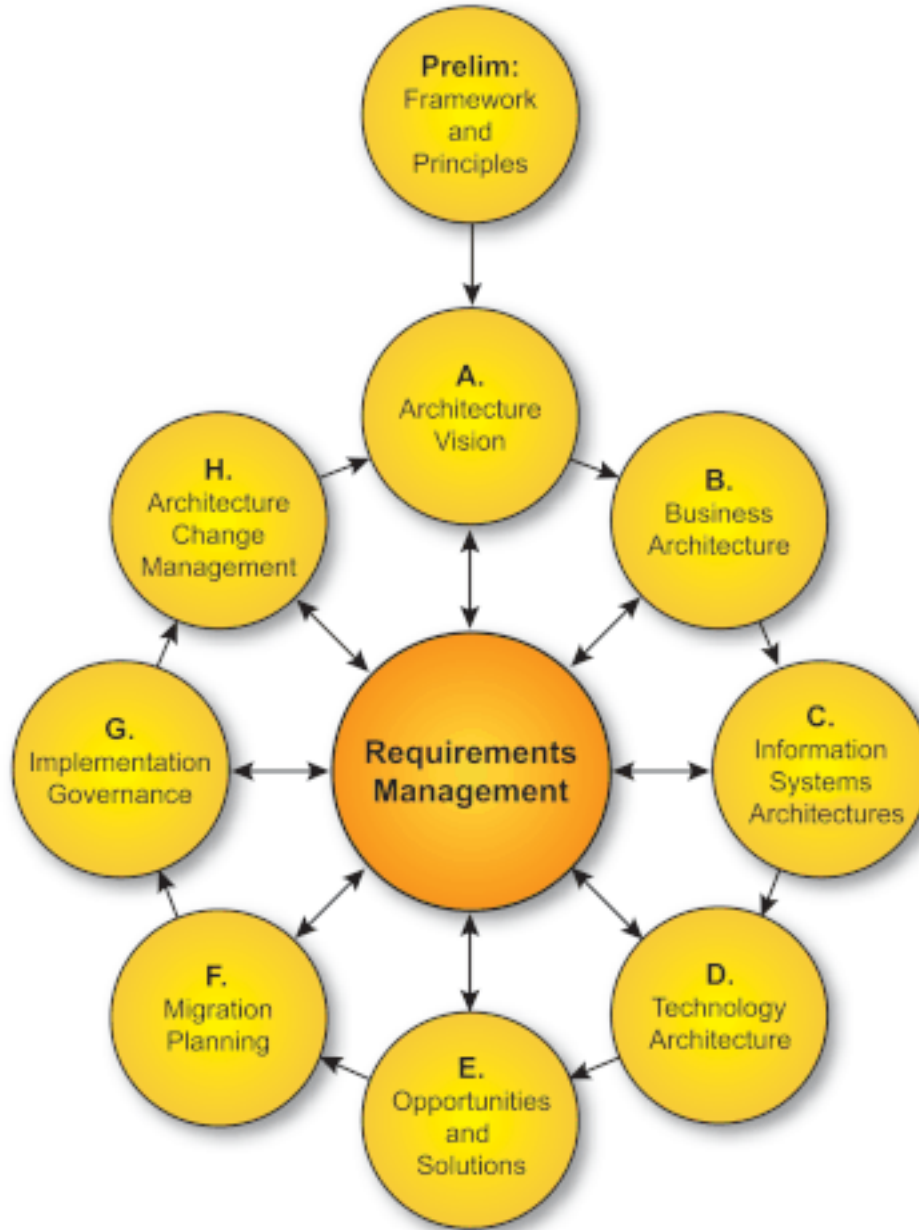 Prelim:
Framework
and
Principles
A.
Architecture
Vision
B.
Business
Architecture
C.
Information
Systems
Architectures
D.
Technology
Architecture
E.
Opportunities
and
Solutions
F.
Migration
Planning
G.
Implementation
Governance
H.
Architecture
Change
Management
Requirements
Management